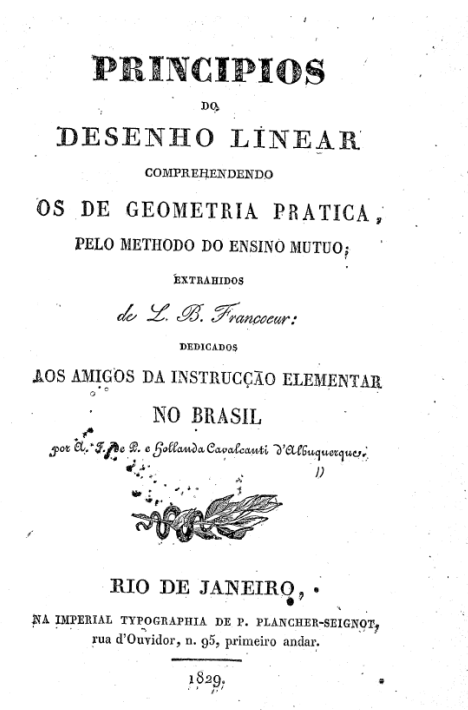 PRINCIPIOS
DO
DESENHO LINEAR
COMPREHENDENDO
OS DE GEOMETRIA PRATICA,
PELO METHODO DO ENSINO MUTUO;
EXTRAHIDOS
de L. B. Francoeur:
DEDICADOS
AOS AMIGOS DA INSTRUCÇÃO ELEMENTAR
NO BRASIL
por A. F. de P. e Hollanda Cavalcanti d'Albuquerque.
RIO DE JANEIRO,
NA IMPERIAL TYPOGRAPHIA DE P. PLANCHER-SEIGNOT,
rua d'Ouvidor, n. 95, primeiro andar.
1829.